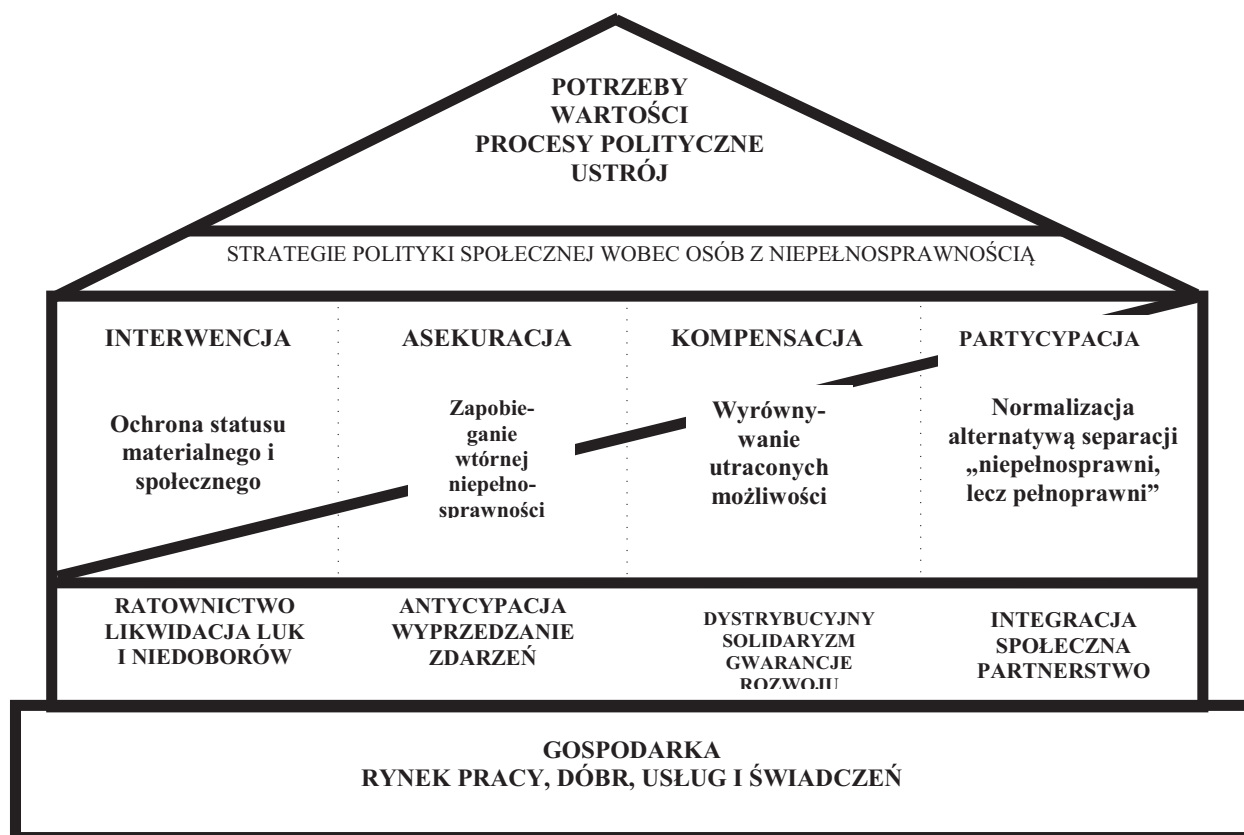 POTRZEBY
WARTOŚCI
PROCESY POLITYCZNE
USTRÓJ
STRATEGIE POLITYKI SPOŁECZNEJ WOBEC OSÓB Z NIEPEŁNOSPRAWNOŚCIĄ
INTERWENCJA
Ochrona statusu
materialnego i
społecznego
ASEKURACJA
Zapobie-
ganie
wtórnej
niepełno-
sprawności
KOMPENSACJA
Wyrówny-
wanie
utraconych
możliwości
PARTYCYPACJA
Normalizacja
alternatywą separacji
„niepełnosprawni,
lecz pełnoprawni”
RATOWNICTWO
LIKWIDACJA LUK
I NIEDOBORÓW
ANTYCYPACJA
WYPRZEDZANIE
ZDARZEŃ
DYSTRYBUCYJNY
SOLIDARYZM
GWARANCJE
ROZWOJU
INTEGRACJA
SPOŁECZNA
PARTNERSTWO
GOSPODARKA
RYNEK PRACY, DÓBR, USŁUG I ŚWIADCZEŃ